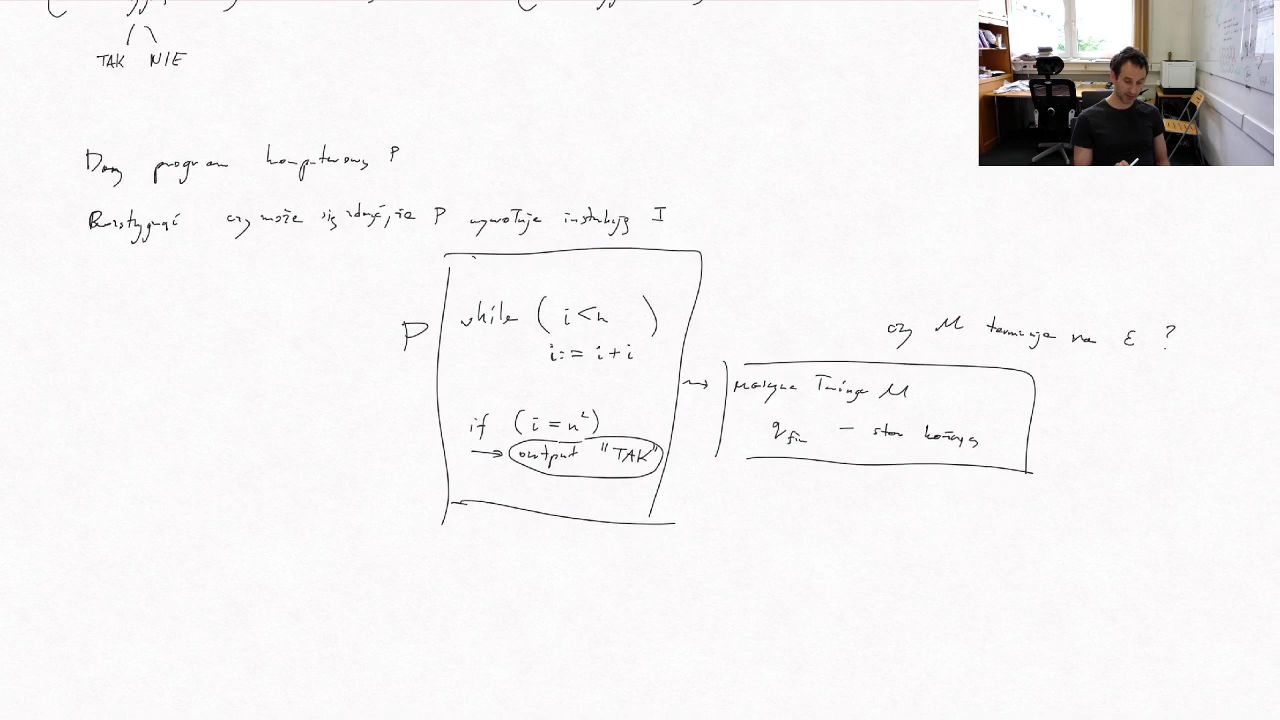 TAK NIE
Dany program komputerowy P
Rozstrzygnąć czy może się zdarzyć, że P wywołuje instrukcję I
P
while ( i < n )
i := i + i
if ( i = n² )
→ output "TAK"
czy M terminuje na ε ?
maszyna Turinga M
q_fin — stan kończący